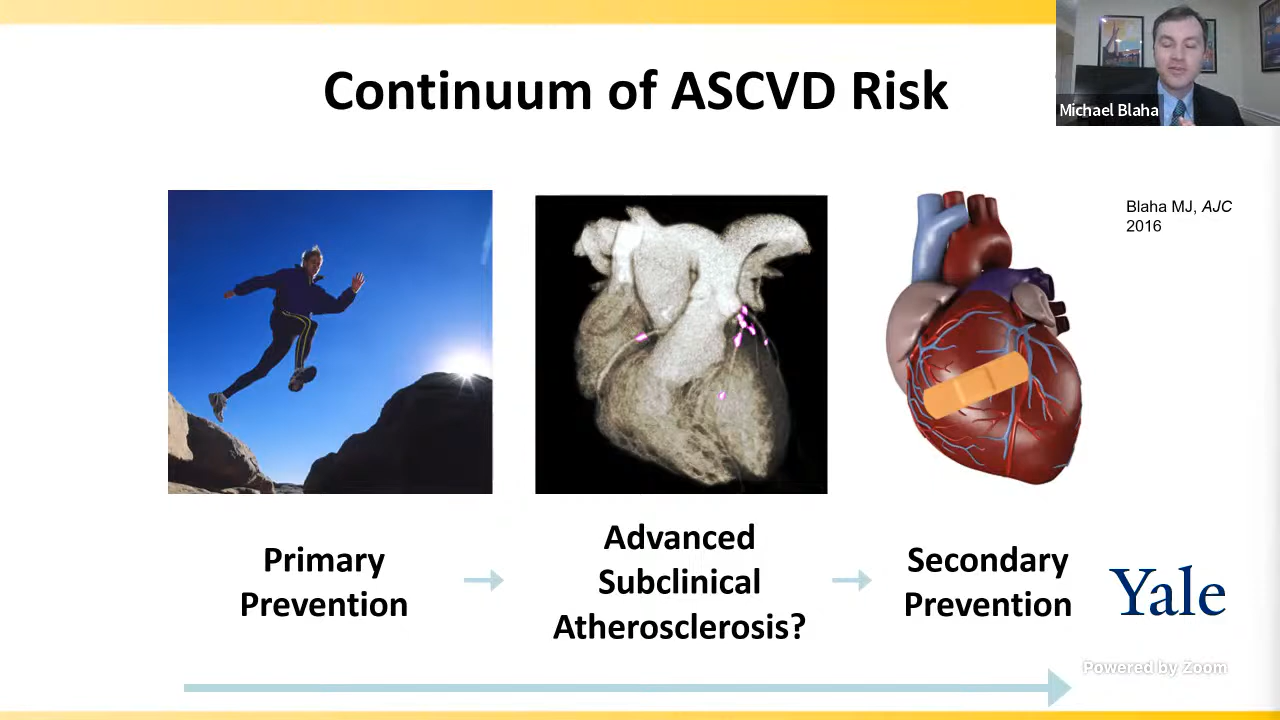 Continuum of ASCVD Risk
Michael Blaha
Blaha MJ, AJC
2016
Primary
Prevention
Advanced
Subclinical
Atherosclerosis?
Secondary
Prevention
Yale
Powered by Zoom